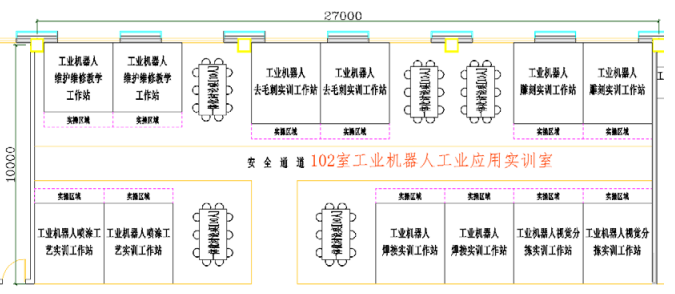 27000
工业机器人
维护维修教学
工作站
工业机器人
维护维修教学
工作站
工业机器人
去毛刺实训工作站
工业机器人
去毛刺实训工作站
工业机器人
雕刻实训工作站
工业机器人
雕刻实训工作站
实操区域
实操区域
实操区域
实操区域
实操区域
实操区域
10000
安全通道
102室工业机器人工业应用实训室
实操区域
实操区域
实操区域
实操区域
实操区域
实操区域
工业机器人喷涂工
艺实训工作站
工业机器人喷涂工
艺实训工作站
工业机器人
焊接实训工作站
工业机器人
焊接实训工作站
工业机器人视觉分
拣实训工作站
工业机器人视觉分
拣实训工作站